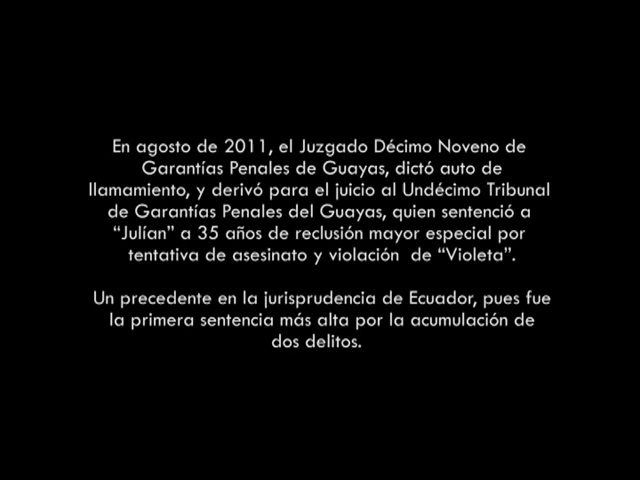 En agosto de 2011, el Juzgado Décimo Noveno de
Garantías Penales de Guayas, dictó auto de
llamamiento, y derivó para el juicio al Undécimo Tribunal
de Garantías Penales del Guayas, quien sentenció a
“Julían” a 35 años de reclusión mayor especial por
tentativa de asesinato y violación  de “Violeta”.
Un precedente en la jurisprudencia de Ecuador, pues fue
la primera sentencia más alta por la acumulación de
dos delitos.